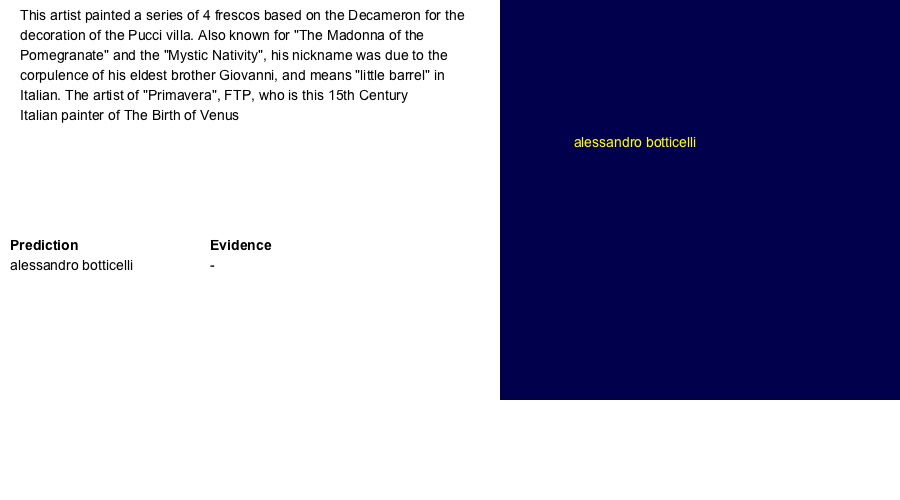 This artist painted a series of 4 frescos based on the Decameron for the
decoration of the Pucci villa. Also known for "The Madonna of the
Pomegranate" and the "Mystic Nativity", his nickname was due to the
corpulence of his eldest brother Giovanni, and means "little barrel" in
Italian. The artist of "Primavera", FTP, who is this 15th Century
Italian painter of The Birth of Venus
alessandro botticelli
Prediction Evidence
alessandro botticelli -